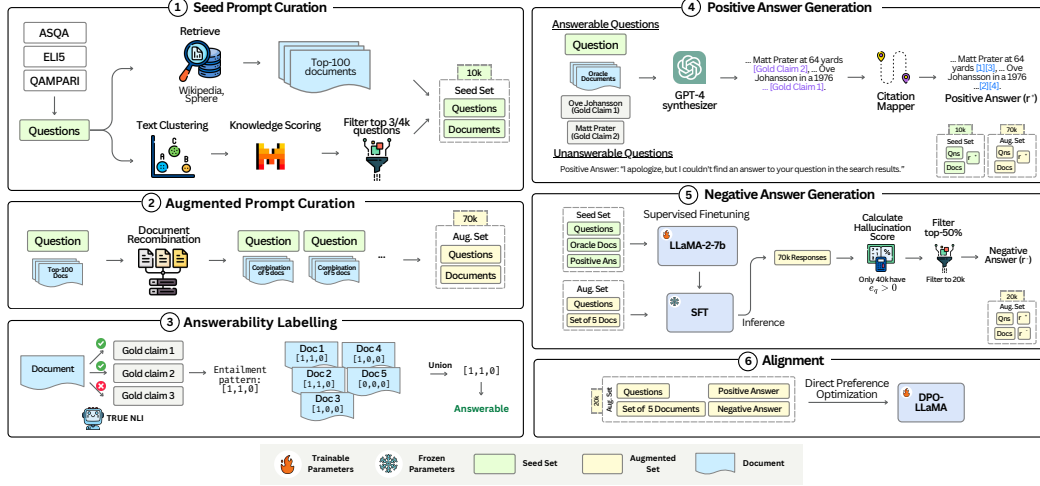 1 Seed Prompt Curation
ASQA
ELI5
QAMPARI
Questions
Retrieve
Wikipedia,
Sphere
Top-100
documents
Text Clustering
A
B
C
Knowledge Scoring
Filter top 3/4k
questions
10k
Seed Set
Questions
Documents
2 Augmented Prompt Curation
Question
Top-100
Docs
Document
Recombination
Question
Combination
of 5 docs
Question
Combination
of 5 docs
...
70k
Aug. Set
Questions
Documents
3 Answerability Labelling
Document
Gold claim 1
Gold claim 2
Gold claim 3
TRUE NLI
Entailment
pattern:
[1,1,0]
Doc 1
[1,1,0]
Doc 4
[1,0,0]
Doc 2
[1,1,0]
Doc 5
[0,0,0]
Doc 3
[1,0,0]
Union
[1,1,0]
Answerable
4 Positive Answer Generation
Answerable Questions
Question
Oracle
Documents
Ove Johansson
(Gold Claim 1)
Matt Prater
(Gold Claim 2)
GPT-4
synthesizer
... Matt Prater at 64
yards
[Gold Claim 2], ... Ove
Johansson in a 1976
... [Gold Claim 1].
Citation
Mapper
... Matt Prater at 64
yards [1][3], ... Ove
Johansson in a 1976
...[2][4].
Positive Answer (r⁺)
10k
Seed Set
Qns
Docs
r⁺
70k
Aug. Set
Qns
Docs
r⁺
Unanswerable Questions
Positive Answer: "I apologize, but I couldn't find an answer to your question in the search results."
5 Negative Answer Generation
Seed Set
Questions
Oracle Docs
Positive Ans
Aug. Set
Questions
Set of 5 Docs
Supervised Finetuning
LLaMA-2-7b
SFT
Inference
70k Responses
Calculate
Hallucination
Score
Only 40k have
e_q > 0
Filter
top-50%
Filter to 20k
Negative
Answer (r⁻)
20k
Aug. Set
Qns
r⁺
Docs
r⁻
6 Alignment
20k
Aug. Set
Questions
Positive Answer
Set of 5 Documents
Negative Answer
Direct Preference
Optimization
DPO-
LLaMA
Trainable
Parameters
Frozen
Parameters
Seed Set
Augmented
Set
Document